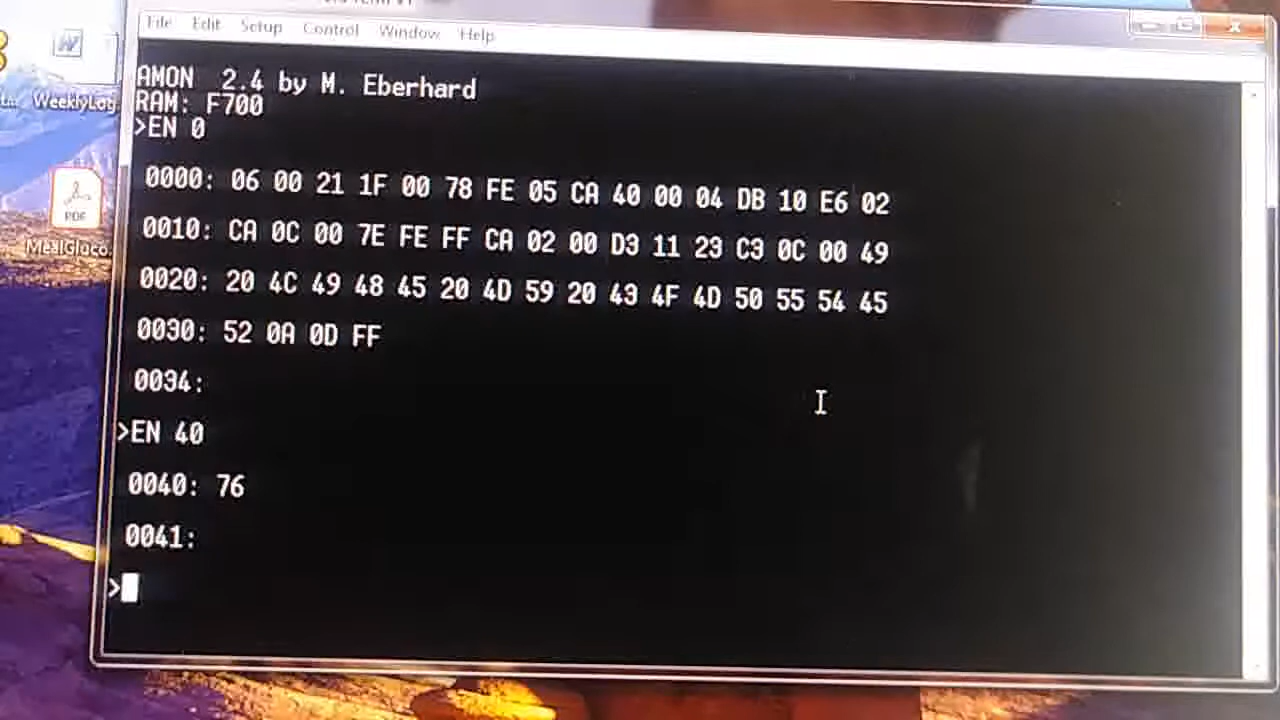 File Edit Setup Control Window Help
WeeklyLog
PDF
MealGloco.
AMON 2.4 by M. Eberhard
RAM: F700
>EN 0
0000: 06 00 21 1F 00 78 FE 05 CA 40 00 04 DB 10 E6 02
0010: CA 0C 00 7E FE FF CA 02 00 D3 11 23 C3 0C 00 49
0020: 20 4C 49 48 45 20 4D 59 20 43 4F 4D 50 55 54 45
0030: 52 0A 0D FF
0034:
>EN 40
0040: 76
0041:
>